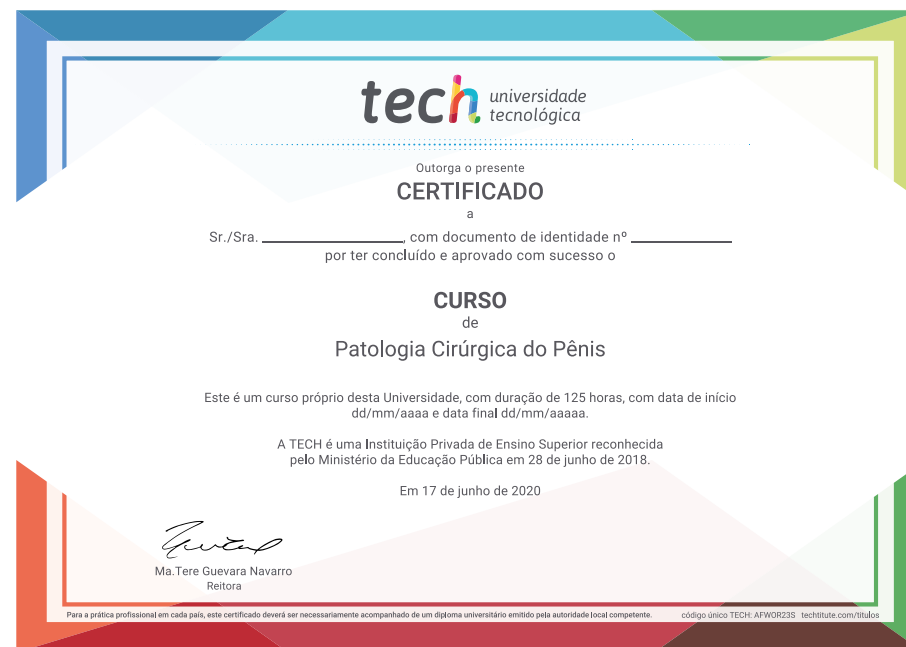 tech universidade
tecnológica
Outorga o presente
CERTIFICADO
a
Sr./Sra. ____________________, com documento de identidade nº ______________
por ter concluído e aprovado com sucesso o
CURSO
de
Patologia Cirúrgica do Pênis
Este é um curso próprio desta Universidade, com duração de 125 horas, com data de início
dd/mm/aaaa e data final dd/mm/aaaaa.
A TECH é uma Instituição Privada de Ensino Superior reconhecida
pelo Ministério da Educação Pública em 28 de junho de 2018.
Em 17 de junho de 2020
Ma.Tere Guevara Navarro
Reitora
Para a prática profissional em cada país, este certificado deverá ser necessariamente acompanhado de um diploma universitário emitido pela autoridade local competente. código único TECH: AFWOR23S techtitute.com/titulos